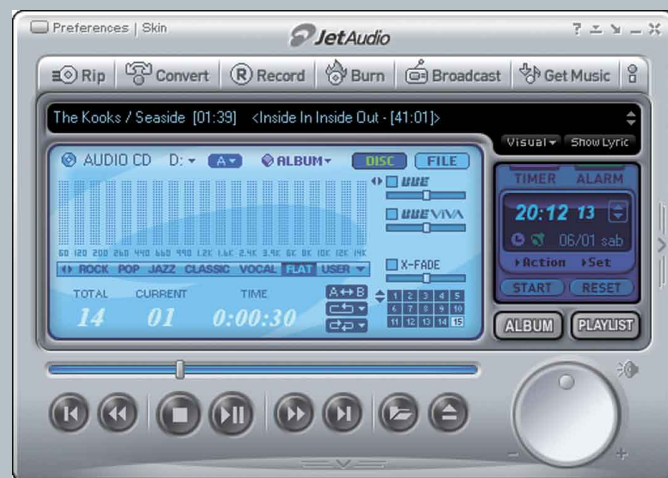 Preferences | Skin
JetAudio
Rip Convert Record Burn Broadcast Get Music
The Kooks / Seaside [01:39] <Inside In Inside Out - [41:01]>
Visual Show Lyric
AUDIO CD D: A ALBUM DISC FILE
BBE
BBE ViVA
60 120 200 260 440 660 990 1.2K 1.6K 2.4K 3.9K 6K 8K 10K 12K 14K
X-FADE
ROCK POP JAZZ CLASSIC VOCAL FLAT USER
TOTAL CURRENT TIME
14 01 0:00:30
A↔B
1 2 3 4 5
6 7 8 9 10
11 12 13 14 15
TIMER ALARM
20:12 13
06/01 sab
Action Set
START RESET
ALBUM PLAYLIST